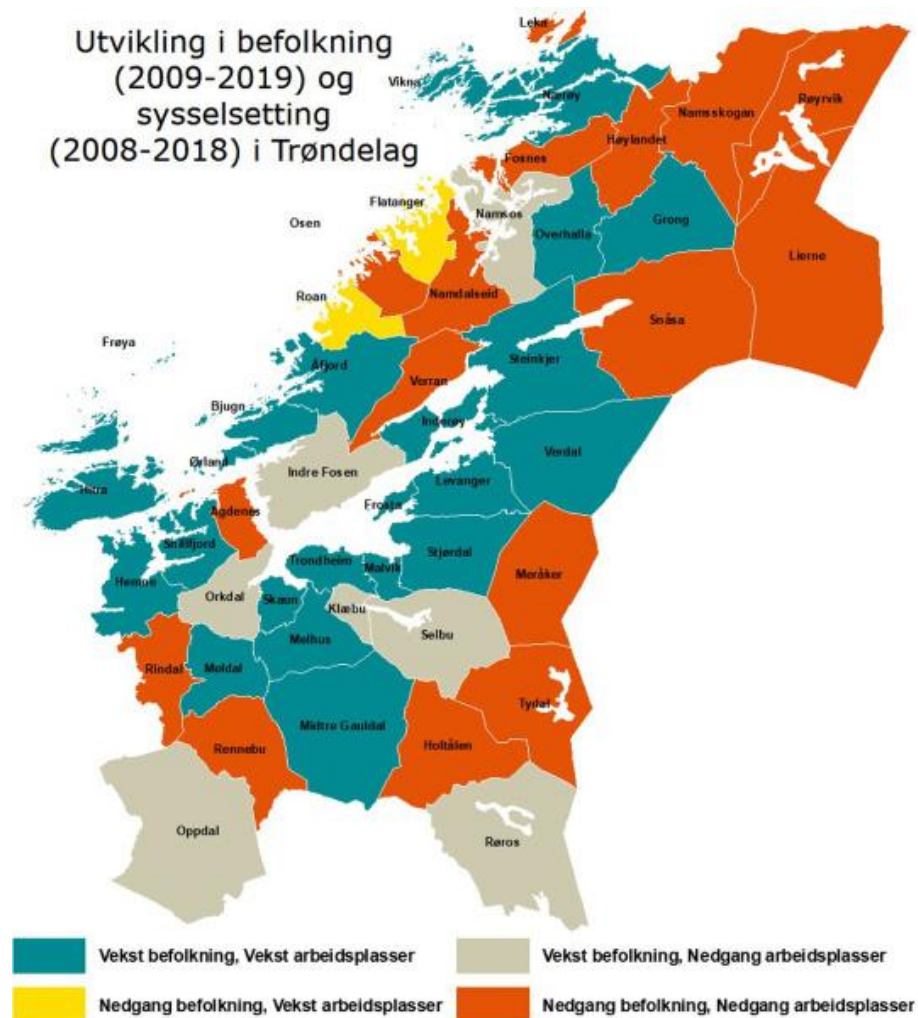 Utvikling i befolkning
(2009-2019) og
sysselsetting
(2008-2018) i Trøndelag
Leka
Vikna
Nærøy
Røyrvik
Namsskogan
Høylandet
Fosnes
Flatanger
Namsos
Osen
Overhalla
Grong
Lierne
Roan
Namdalseid
Snåsa
Frøya
Steinkjer
Åfjord
Verran
Bjugn
Inderøy
Verdal
Ørland
Indre Fosen
Levanger
Hitra
Frosta
Agdenes
Snillfjord
Stjørdal
Trondheim
Malvik
Meråker
Hemne
Orkdal
Skaun
Klæbu
Selbu
Melhus
Rindal
Meldal
Tydal
Midtre Gauldal
Rennebu
Holtålen
Oppdal
Røros
Vekst befolkning, Vekst arbeidsplasser
Vekst befolkning, Nedgang arbeidsplasser
Nedgang befolkning, Vekst arbeidsplasser
Nedgang befolkning, Nedgang arbeidsplasser